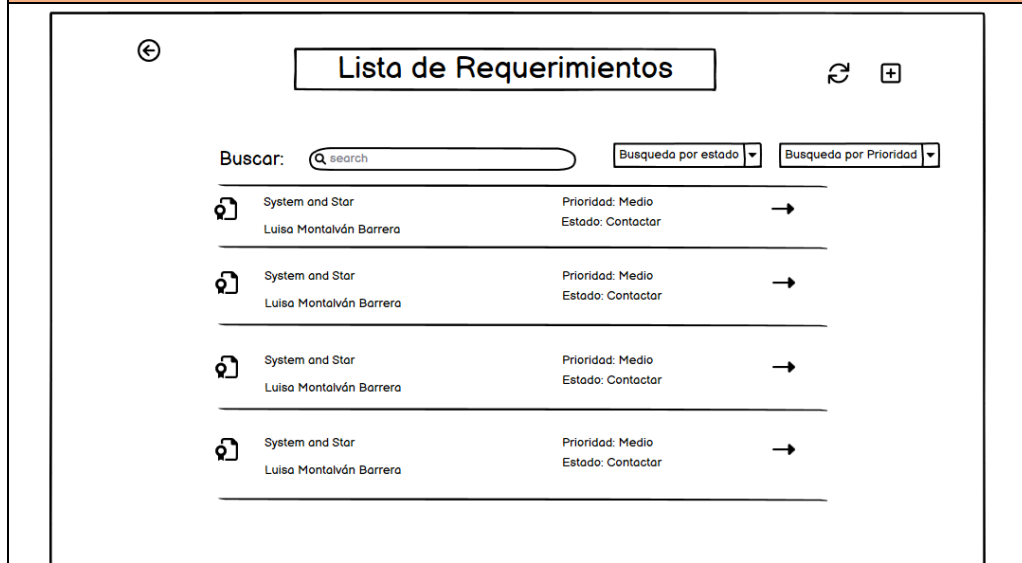 Lista de Requerimientos
Buscar:
search
Busqueda por estado
Busqueda por Prioridad
System and Star
Prioridad: Medio
Luisa Montalván Barrera
Estado: Contactar
System and Star
Prioridad: Medio
Luisa Montalván Barrera
Estado: Contactar
System and Star
Prioridad: Medio
Luisa Montalván Barrera
Estado: Contactar
System and Star
Prioridad: Medio
Luisa Montalván Barrera
Estado: Contactar